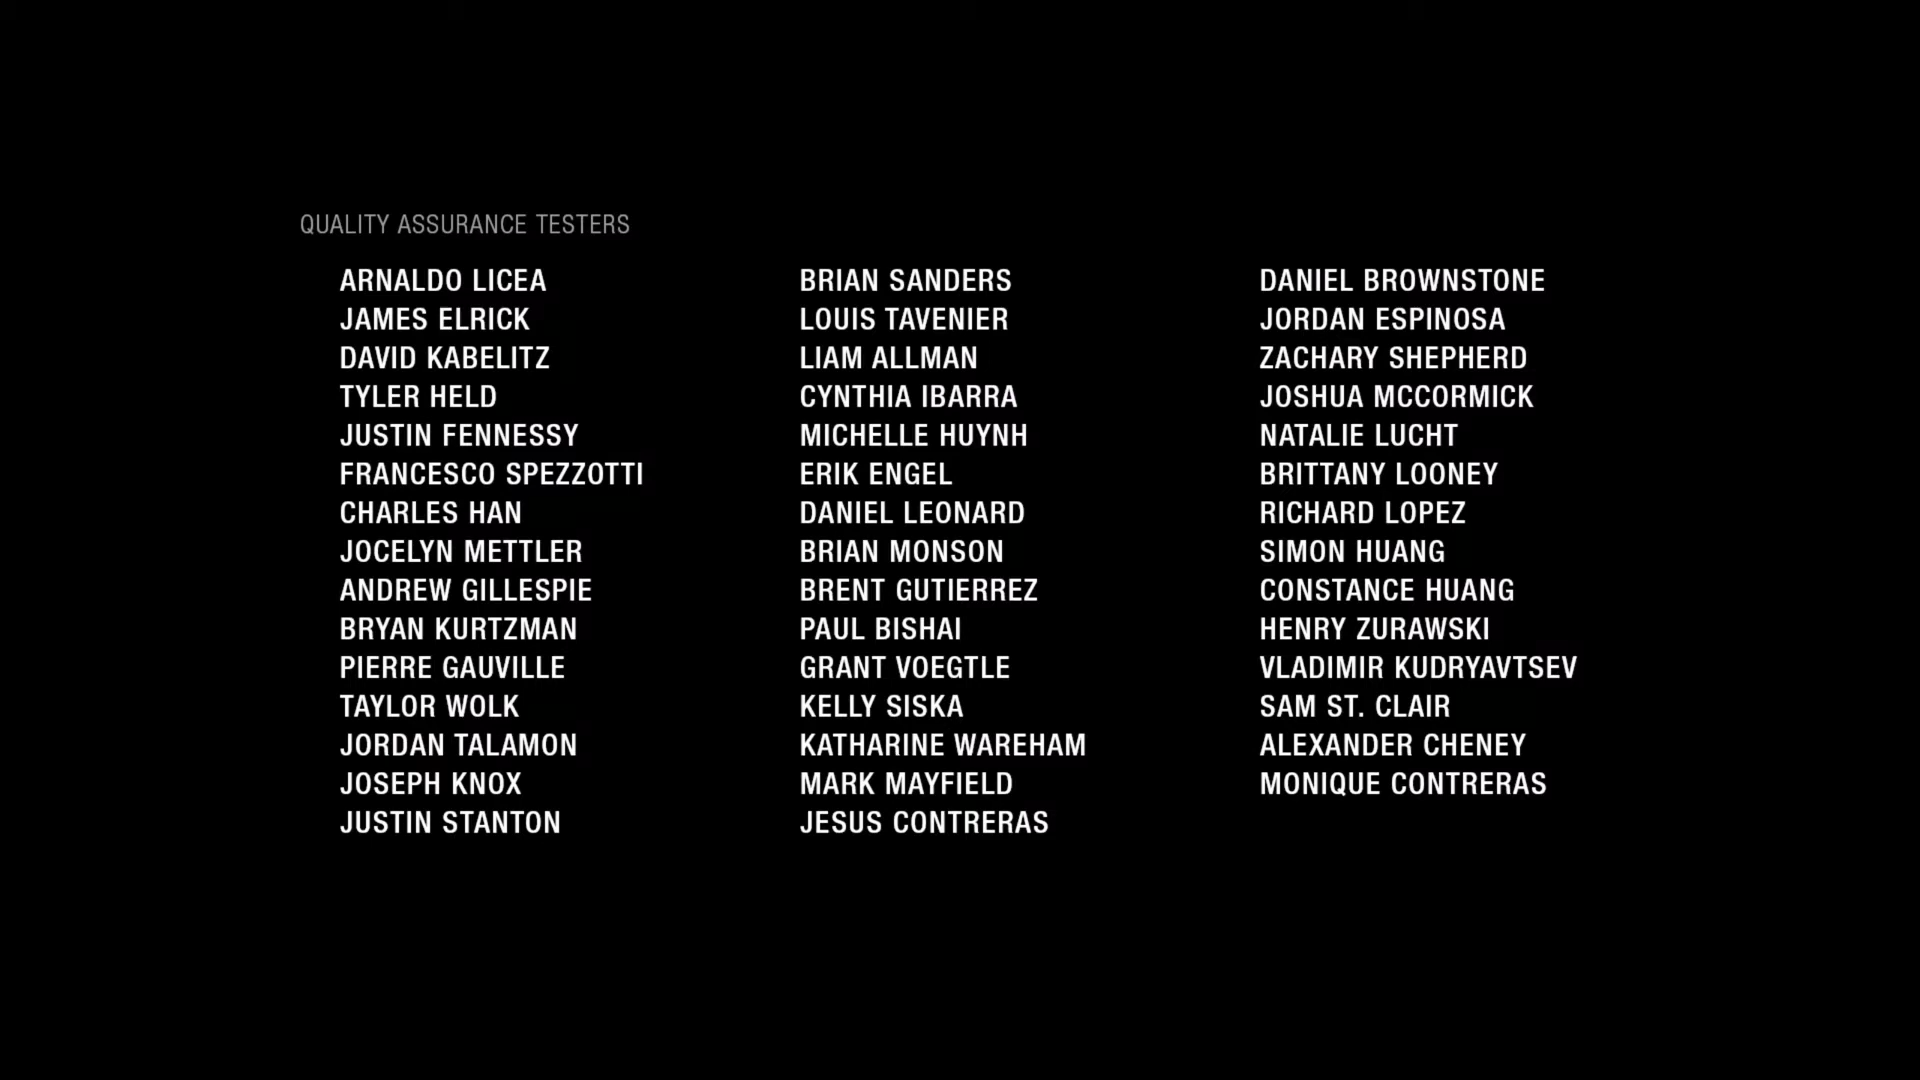 QUALITY ASSURANCE TESTERS
ARNALDO LICEA
JAMES ELRICK
DAVID KABELITZ
TYLER HELD
JUSTIN FENNESSY
FRANCESCO SPEZZOTTI
CHARLES HAN
JOCELYN METTLER
ANDREW GILLESPIE
BRYAN KURTZMAN
PIERRE GAUVILLE
TAYLOR WOLK
JORDAN TALAMON
JOSEPH KNOX
JUSTIN STANTON
BRIAN SANDERS
LOUIS TAVENIER
LIAM ALLMAN
CYNTHIA IBARRA
MICHELLE HUYNH
ERIK ENGEL
DANIEL LEONARD
BRIAN MONSON
BRENT GUTIERREZ
PAUL BISHAI
GRANT VOEGTLE
KELLY SISKA
KATHARINE WAREHAM
MARK MAYFIELD
JESUS CONTRERAS
DANIEL BROWNSTONE
JORDAN ESPINOSA
ZACHARY SHEPHERD
JOSHUA MCCORMICK
NATALIE LUCHT
BRITTANY LOONEY
RICHARD LOPEZ
SIMON HUANG
CONSTANCE HUANG
HENRY ZURAWSKI
VLADIMIR KUDRYAVTSEV
SAM ST. CLAIR
ALEXANDER CHENEY
MONIQUE CONTRERAS